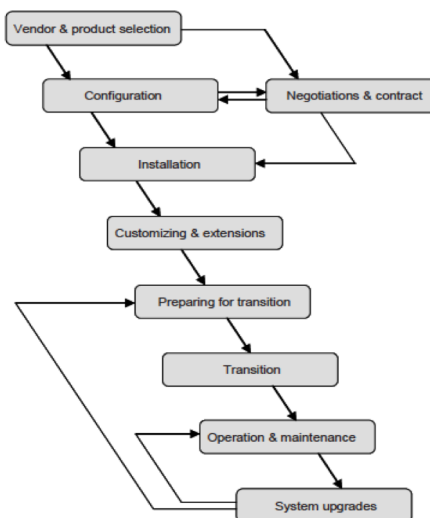 Vendor & product selection
Configuration
Negotiations & contract
Installation
Customizing & extensions
Preparing for transition
Transition
Operation & maintenance
System upgrades